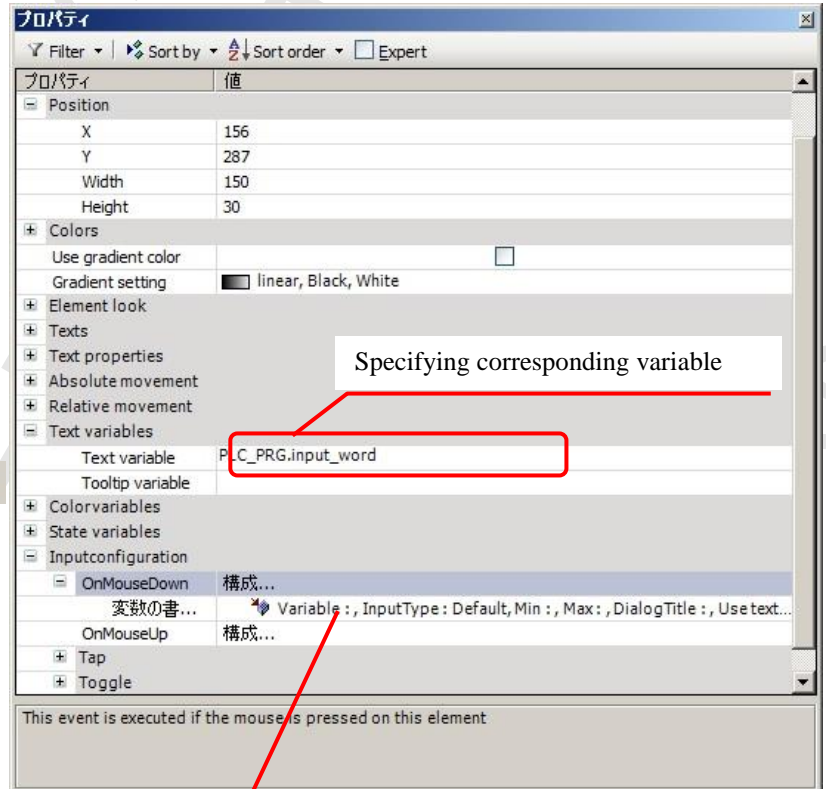 プロパティ
Filter Sort by Sort order Expert
プロパティ 値
Position
X 156
Y 287
Width 150
Height 30
Colors
Use gradient color
Gradient setting linear, Black, White
Element look
Texts
Text properties
Specifying corresponding variable
Absolute movement
Relative movement
Text variables
Text variable PLC_PRG.input_word
Tooltip variable
Colorvariables
State variables
Inputconfiguration
OnMouseDown 構成...
変数の書... Variable : , InputType : Default, Min : , Max : , DialogTitle : , Use text...
OnMouseUp 構成...
Tap
Toggle
This event is executed if the mouse is pressed on this element